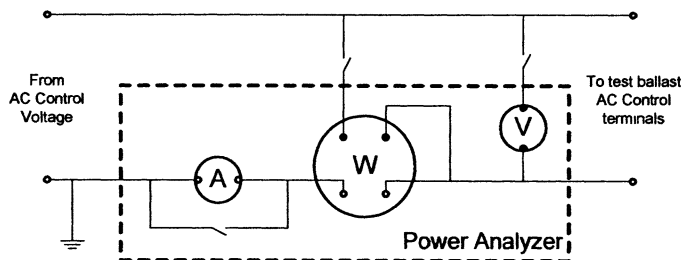 From
AC Control
Voltage
To test ballast
AC Control
terminals
A
W
V
Power Analyzer